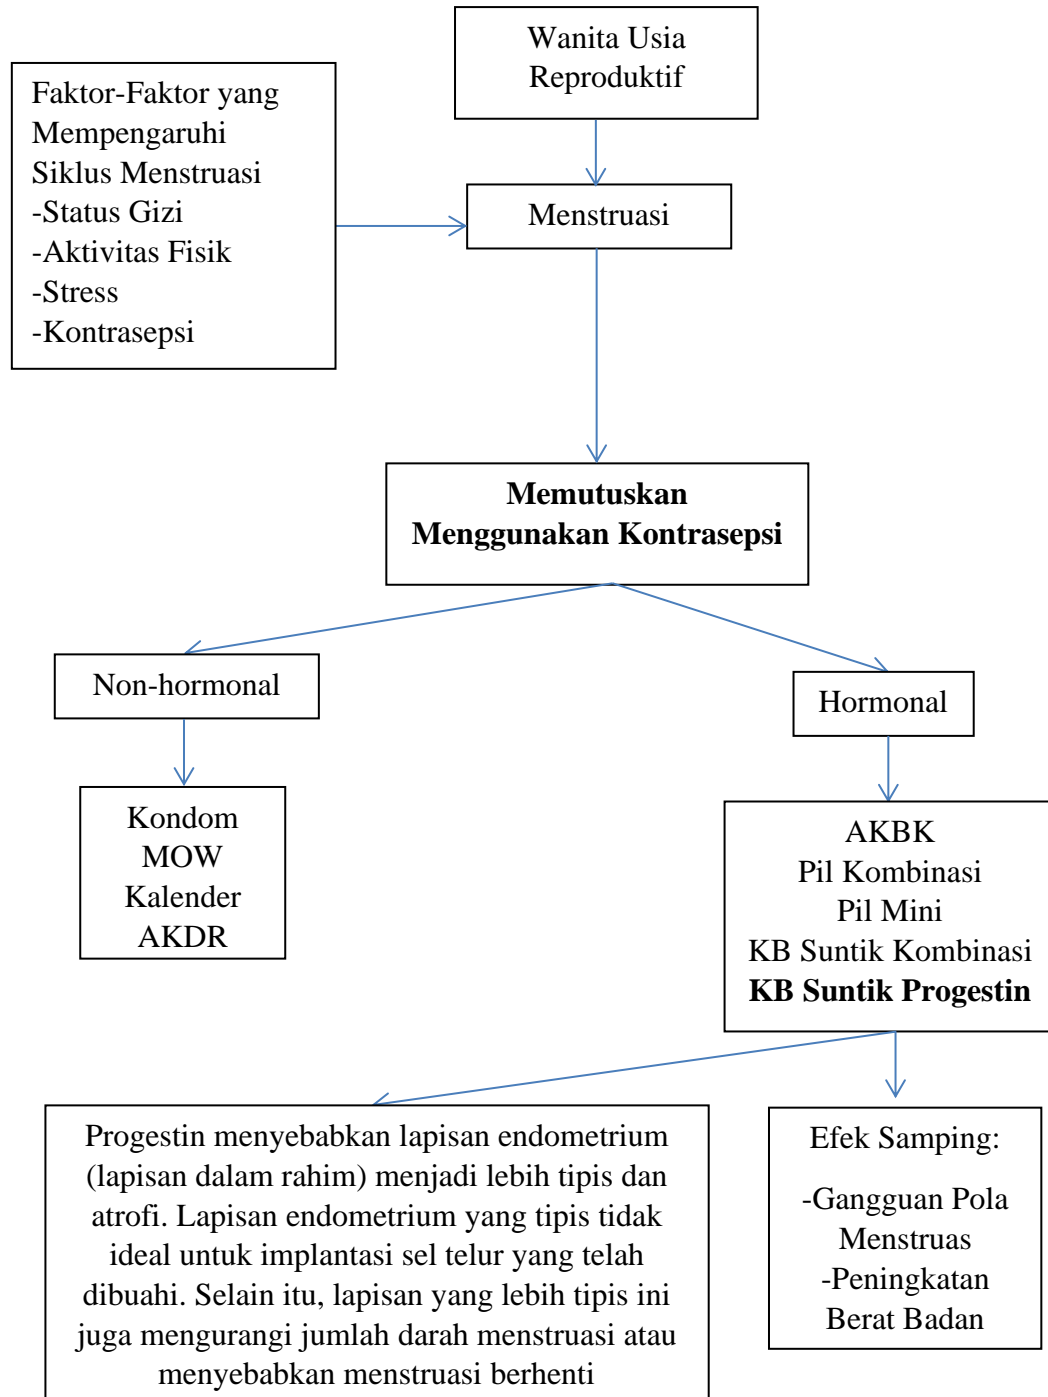 Wanita Usia
Reproduktif
Faktor-Faktor yang
Mempengaruhi
Siklus Menstruasi
-Status Gizi
-Aktivitas Fisik
-Stress
-Kontrasepsi
Menstruasi
Memutuskan
Menggunakan Kontrasepsi
Non-hormonal
Hormonal
Kondom
MOW
Kalender
AKDR
AKBK
Pil Kombinasi
Pil Mini
KB Suntik Kombinasi
KB Suntik Progestin
Progestin menyebabkan lapisan endometrium
(lapisan dalam rahim) menjadi lebih tipis dan
atrofi. Lapisan endometrium yang tipis tidak
ideal untuk implantasi sel telur yang telah
dibuahi. Selain itu, lapisan yang lebih tipis ini
juga mengurangi jumlah darah menstruasi atau
menyebabkan menstruasi berhenti
Efek Samping:
-Gangguan Pola
Menstruas
-Peningkatan
Berat Badan